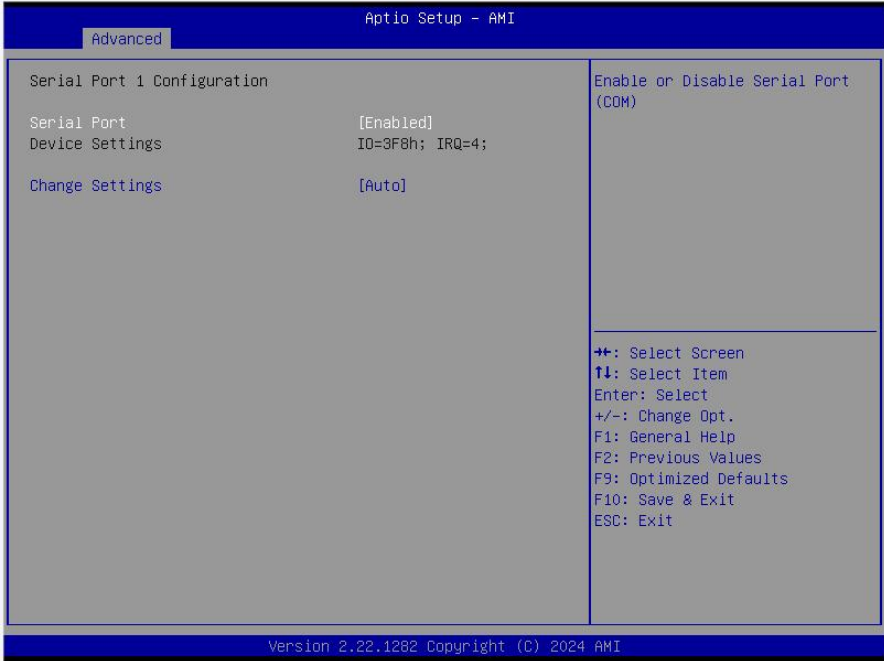 Aptio Setup – AMI
Advanced
Serial Port 1 Configuration
Serial Port [Enabled]
Device Settings IO=3F8h; IRQ=4;
Change Settings [Auto]
Enable or Disable Serial Port
(COM)
→←: Select Screen
↑↓: Select Item
Enter: Select
+/-: Change Opt.
F1: General Help
F2: Previous Values
F9: Optimized Defaults
F10: Save & Exit
ESC: Exit
Version 2.22.1282 Copyright (C) 2024 AMI